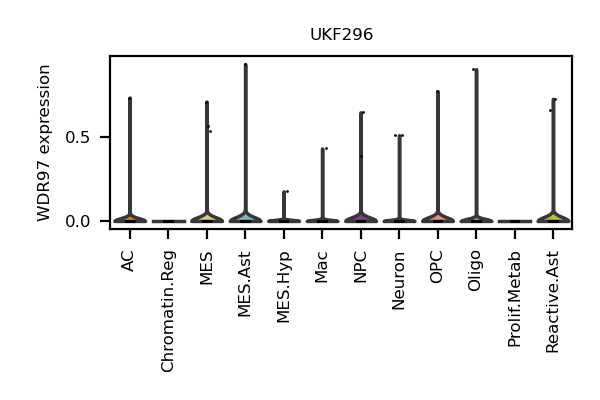 UKF296
WDR97 expression
0.5
0.0
AC
Chromatin.Reg
MES
MES.Ast
MES.Hyp
Mac
NPC
Neuron
OPC
Oligo
Prolif.Metab
Reactive.Ast